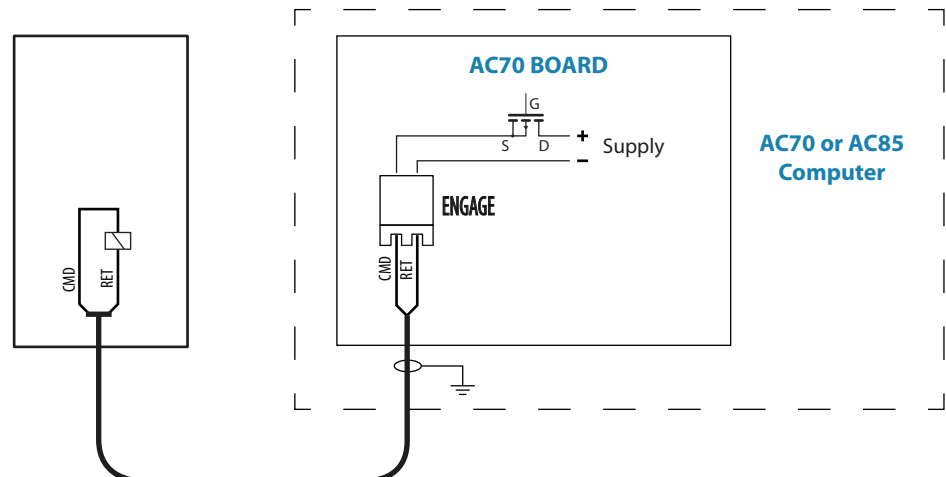 AC70 BOARD
G
S
D
+
Supply
−
AC70 or AC85
Computer
ENGAGE
CMD
RET
CMD
RET